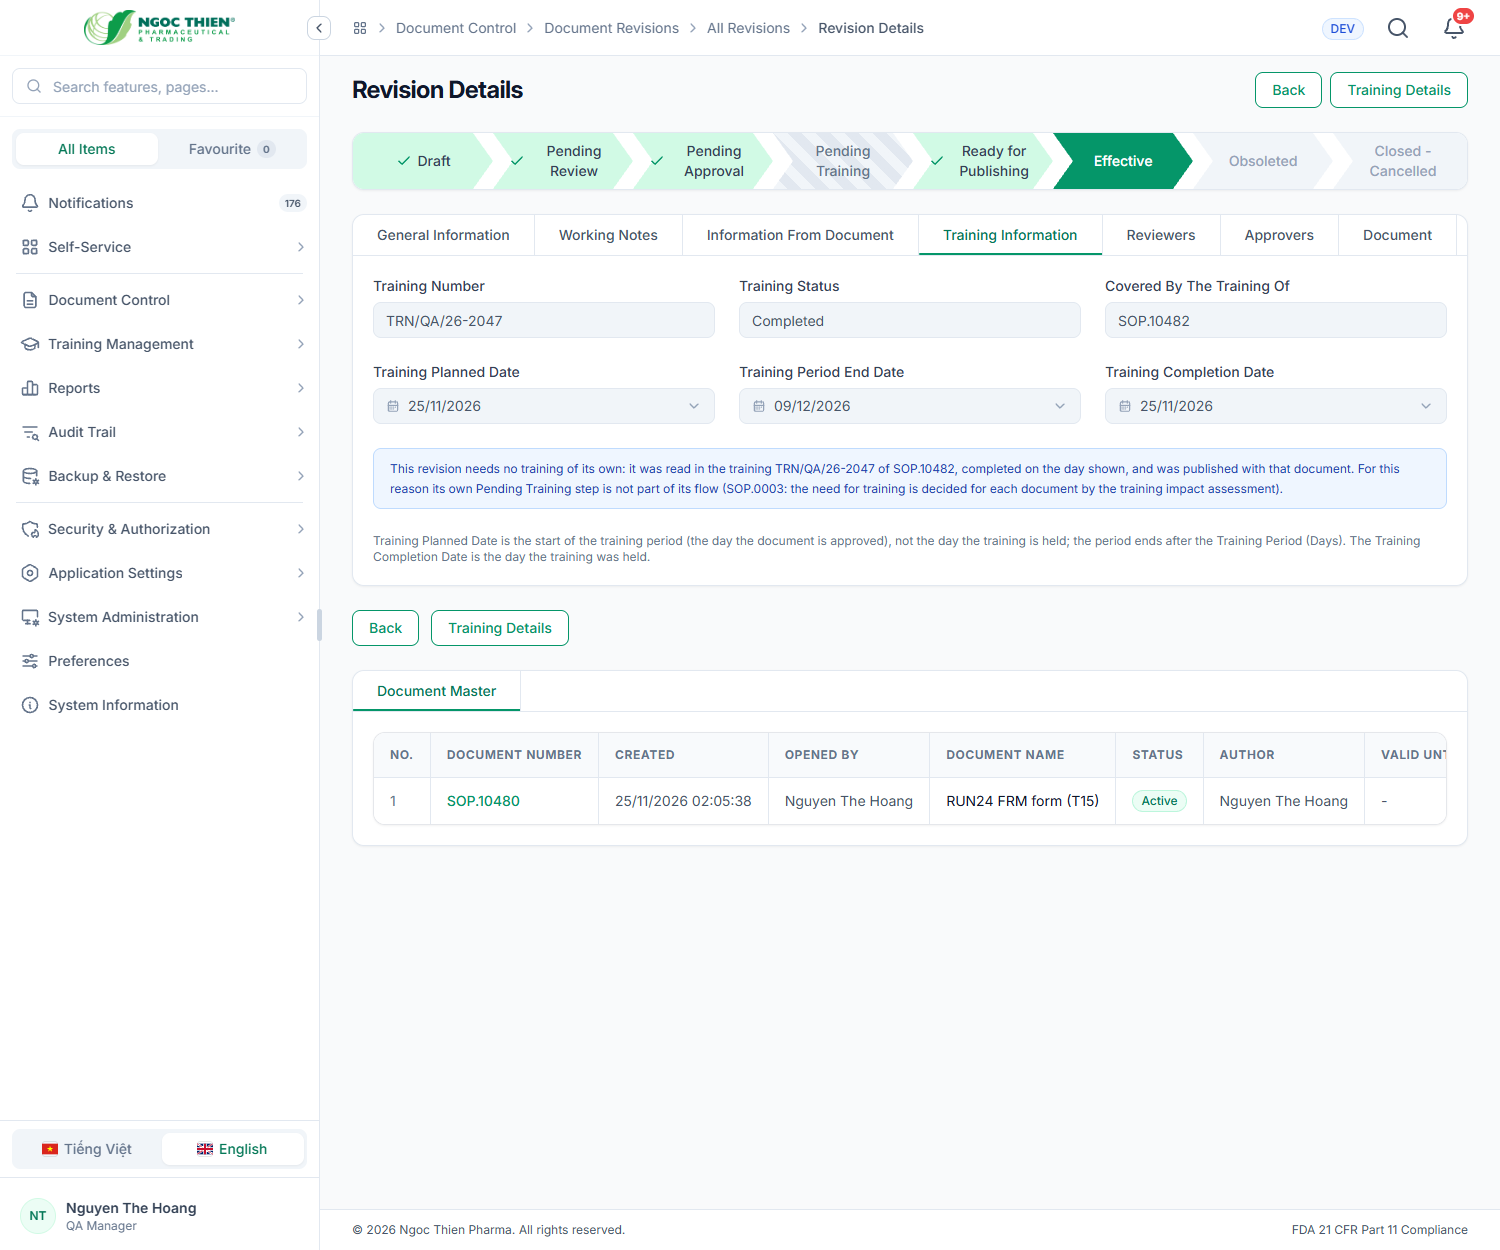 NGOC THIEN®
PHARMACEUTICAL
& TRADING
Document Control
Document Revisions
All Revisions
Revision Details
DEV
9+
Search features, pages...
All Items
Favourite 0
Notifications 176
Self-Service
Document Control
Training Management
Reports
Audit Trail
Backup & Restore
Security & Authorization
Application Settings
System Administration
Preferences
System Information
Tiếng Việt
English
NT
Nguyen The Hoang
QA Manager
Revision Details
Back
Training Details
Draft
Pending Review
Pending Approval
Pending Training
Ready for Publishing
Effective
Obsoleted
Closed - Cancelled
General Information
Working Notes
Information From Document
Training Information
Reviewers
Approvers
Document
Training Number
Training Status
Covered By The Training Of
TRN/QA/26-2047
Completed
SOP.10482
Training Planned Date
Training Period End Date
Training Completion Date
25/11/2026
09/12/2026
25/11/2026
This revision needs no training of its own: it was read in the training TRN/QA/26-2047 of SOP.10482, completed on the day shown, and was published with that document. For this
reason its own Pending Training step is not part of its flow (SOP.0003: the need for training is decided for each document by the training impact assessment).
Training Planned Date is the start of the training period (the day the document is approved), not the day the training is held; the period ends after the Training Period (Days). The Training
Completion Date is the day the training was held.
Back
Training Details
Document Master
NO. DOCUMENT NUMBER CREATED OPENED BY DOCUMENT NAME STATUS AUTHOR VALID UNT
1 SOP.10480 25/11/2026 02:05:38 Nguyen The Hoang RUN24 FRM form (T15) Active Nguyen The Hoang -
© 2026 Ngoc Thien Pharma. All rights reserved.
FDA 21 CFR Part 11 Compliance